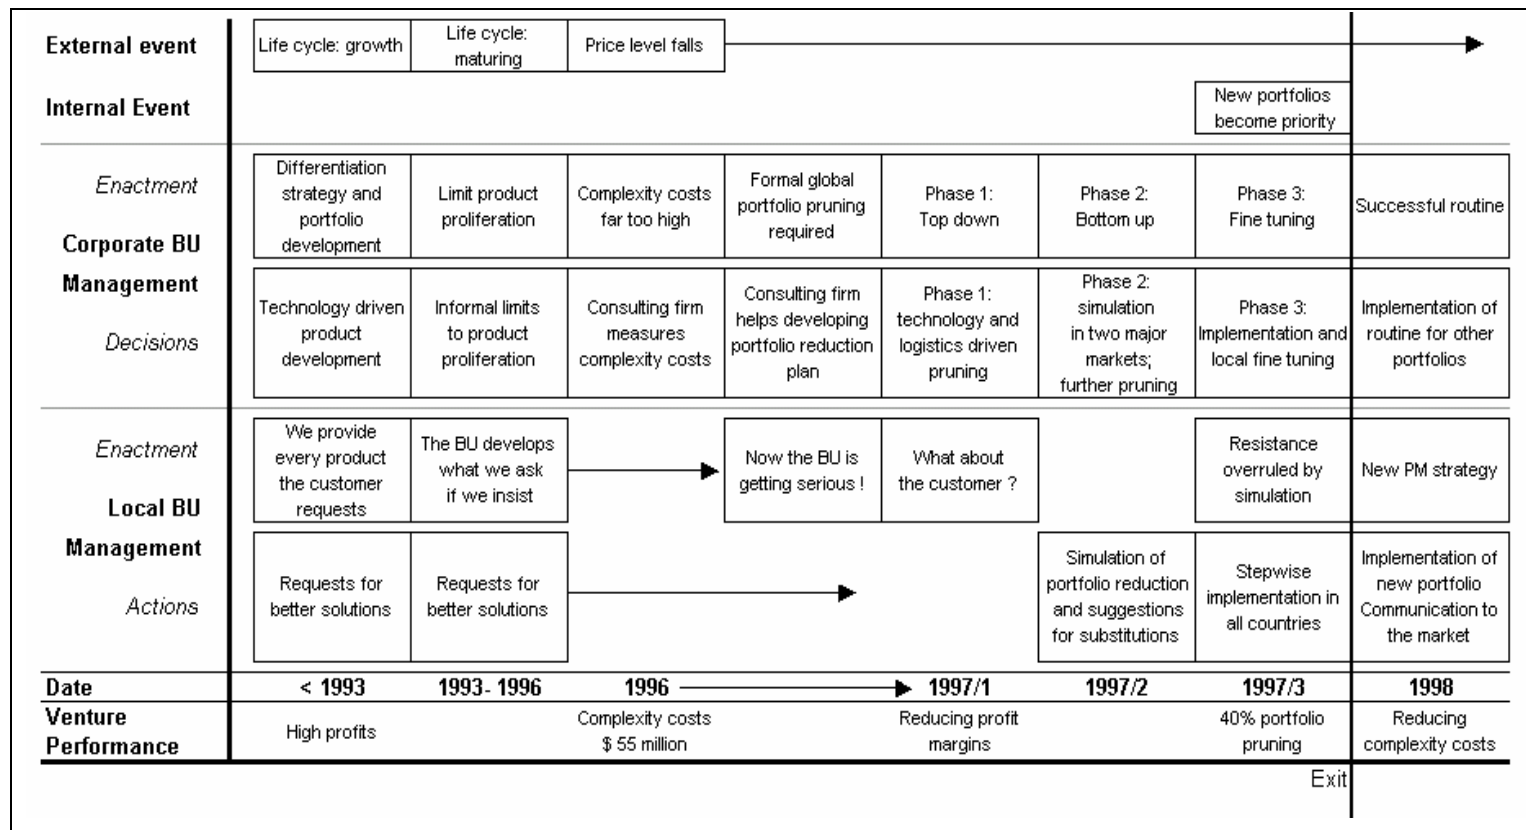 External event
Life cycle: growth
Life cycle:
maturing
Price level falls
Internal Event
New portfolios
become priority
Enactment
Differentiation
strategy and
portfolio
development
Limit product
proliferation
Complexity costs
far too high
Formal global
portfolio pruning
required
Phase 1:
Top down
Phase 2:
Bottom up
Phase 3:
Fine tuning
Successful routine
Corporate BU
Management
Decisions
Technology driven
product
development
Informal limits
to product
proliferation
Consulting firm
measures
complexity costs
Consulting firm
helps developing
portfolio reduction
plan
Phase 1:
technology and
logistics driven
pruning
Phase 2:
simulation
in two major
markets;
further pruning
Phase 3:
Implementation and
local fine tuning
Implementation of
routine for other
portfolios
Enactment
We provide
every product
the customer
requests
The BU develops
what we ask
if we insist
Now the BU is
getting serious !
What about
the customer ?
Resistance
overruled by
simulation
New PM strategy
Local BU
Management
Actions
Requests for
better solutions
Requests for
better solutions
Simulation of
portfolio reduction
and suggestions
for substitutions
Stepwise
implementation in
all countries
Implementation of
new portfolio
Communication to
the market
Date
< 1993
1993- 1996
1996
1997/1
1997/2
1997/3
1998
Venture
Performance
High profits
Complexity costs
$ 55 million
Reducing profit
margins
40% portfolio
pruning
Reducing
complexity costs
Exit